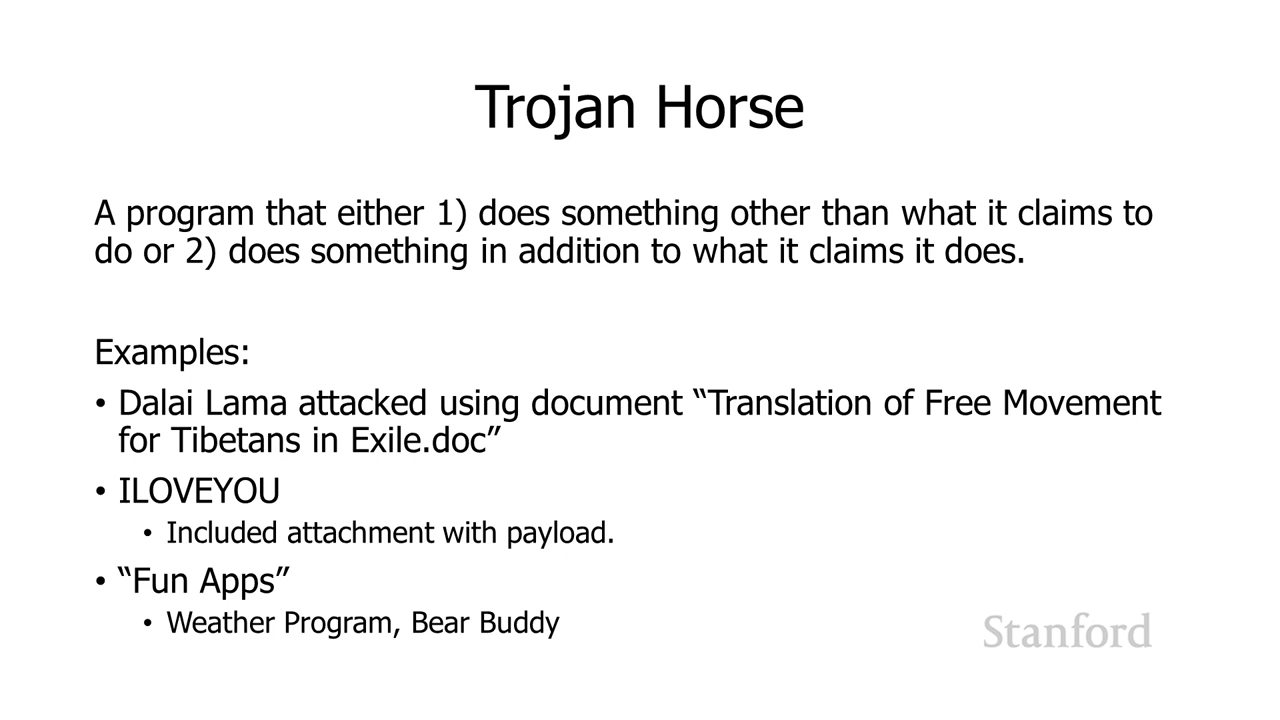 Trojan Horse
A program that either 1) does something other than what it claims to
do or 2) does something in addition to what it claims it does.
Examples:
• Dalai Lama attacked using document “Translation of Free Movement
for Tibetans in Exile.doc”
• ILOVEYOU
• Included attachment with payload.
• “Fun Apps”
• Weather Program, Bear Buddy
Stanford